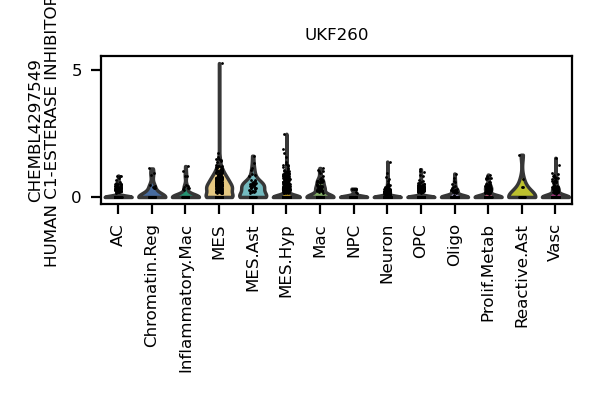 UKF260
CHEMBL4297549
HUMAN C1-ESTERASE INHIBITOR
5
0
AC
Chromatin.Reg
Inflammatory.Mac
MES
MES.Ast
MES.Hyp
Mac
NPC
Neuron
OPC
Oligo
Prolif.Metab
Reactive.Ast
Vasc